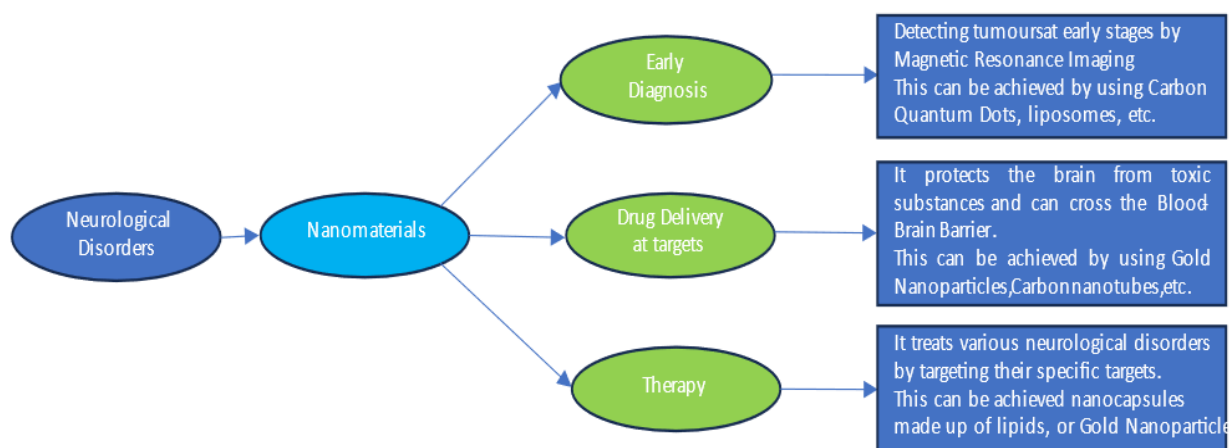 Neurological
Disorders
Nanomaterials
Early
Diagnosis
Drug Delivery
at targets
Therapy
Detecting tumoursat early stages by
Magnetic Resonance Imaging
This can be achieved by using Carbon
Quantum Dots, liposomes, etc.
It protects the brain from toxic
substances and can cross the Blood-
Brain Barrier.
This can be achieved by using Gold
Nanoparticles,Carbonnanotubes,etc.
It treats various neurological disorders
by targeting their specific targets.
This can be achieved nanocapsules
made up of lipids, or Gold Nanoparticle